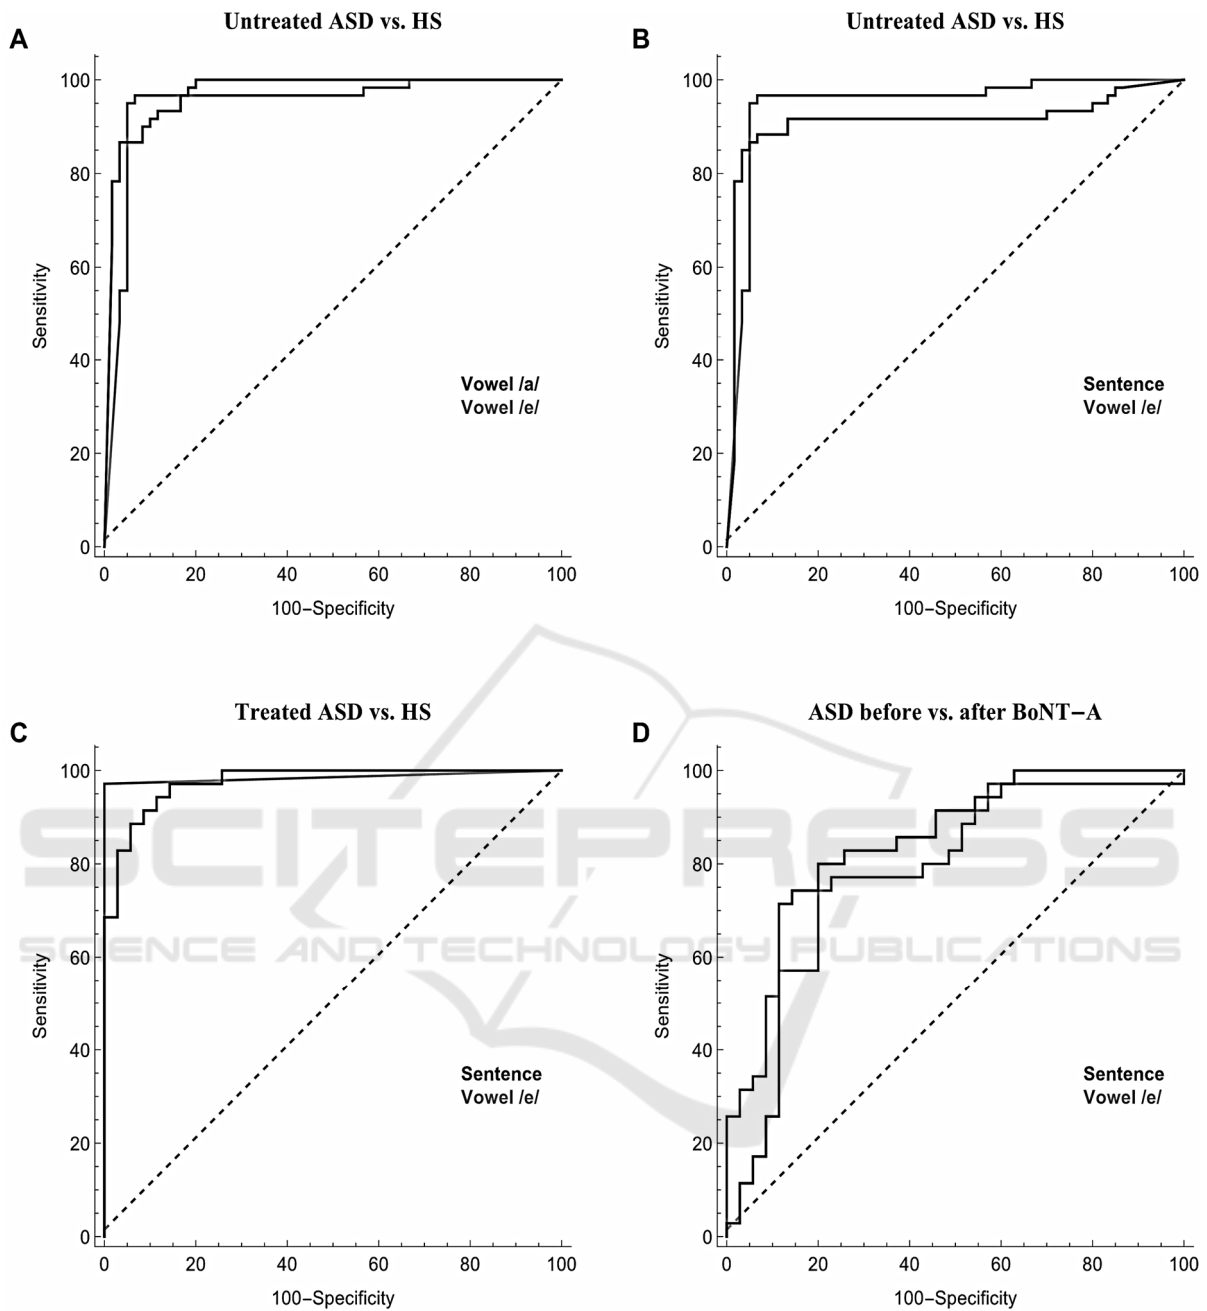 Untreated ASD vs. HS
A
100
80
60
40
20
0
Sensitivity
Vowel /a/
Vowel /e/
0 20 40 60 80 100
100−Specificity
Untreated ASD vs. HS
B
100
80
60
40
20
0
Sensitivity
Sentence
Vowel /e/
0 20 40 60 80 100
100−Specificity
Treated ASD vs. HS
C
100
80
60
40
20
0
Sensitivity
Sentence
Vowel /e/
0 20 40 60 80 100
100−Specificity
ASD before vs. after BoNT−A
D
100
80
60
40
20
0
Sensitivity
Sentence
Vowel /e/
0 20 40 60 80 100
100−Specificity
SCITEPRESS
SCIENCE AND TECHNOLOGY PUBLICATIONS